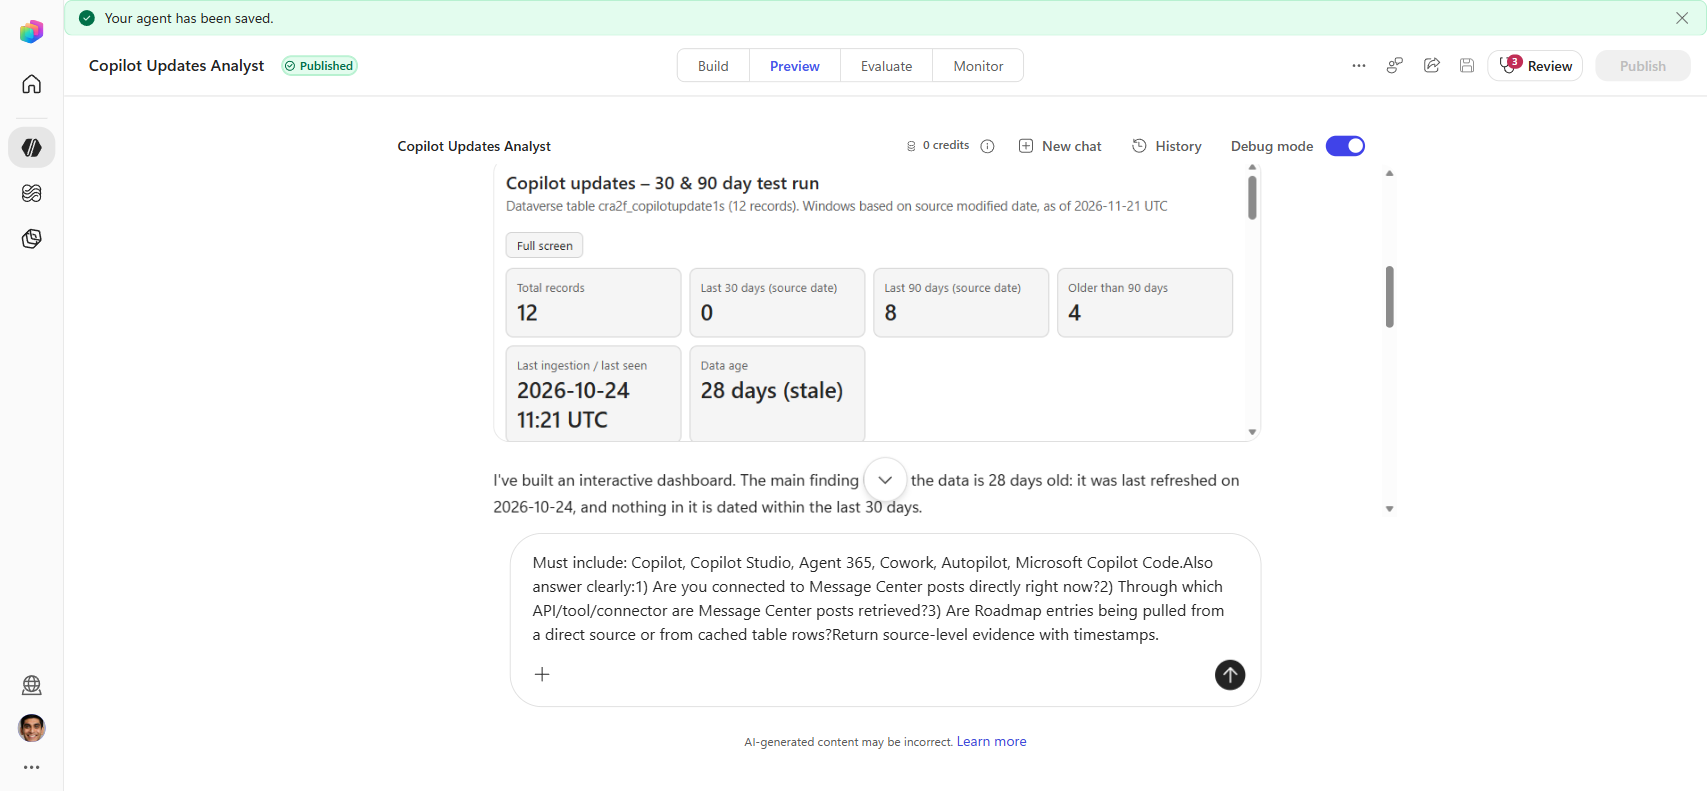 Your agent has been saved.
Copilot Updates Analyst
Published
Build
Preview
Evaluate
Monitor
3
Review
Publish
Copilot Updates Analyst
0 credits
New chat
History
Debug mode
Copilot updates – 30 & 90 day test run
Dataverse table cra2f_copilotupdate1s (12 records). Windows based on source modified date, as of 2026-11-21 UTC
Full screen
Total records
12
Last 30 days (source date)
0
Last 90 days (source date)
8
Older than 90 days
4
Last ingestion / last seen
2026-10-24
11:21 UTC
Data age
28 days (stale)
I've built an interactive dashboard. The main finding the data is 28 days old: it was last refreshed on
2026-10-24, and nothing in it is dated within the last 30 days.
Must include: Copilot, Copilot Studio, Agent 365, Cowork, Autopilot, Microsoft Copilot Code.Also
answer clearly:1) Are you connected to Message Center posts directly right now?2) Through which
API/tool/connector are Message Center posts retrieved?3) Are Roadmap entries being pulled from
a direct source or from cached table rows?Return source-level evidence with timestamps.
AI-generated content may be incorrect. Learn more